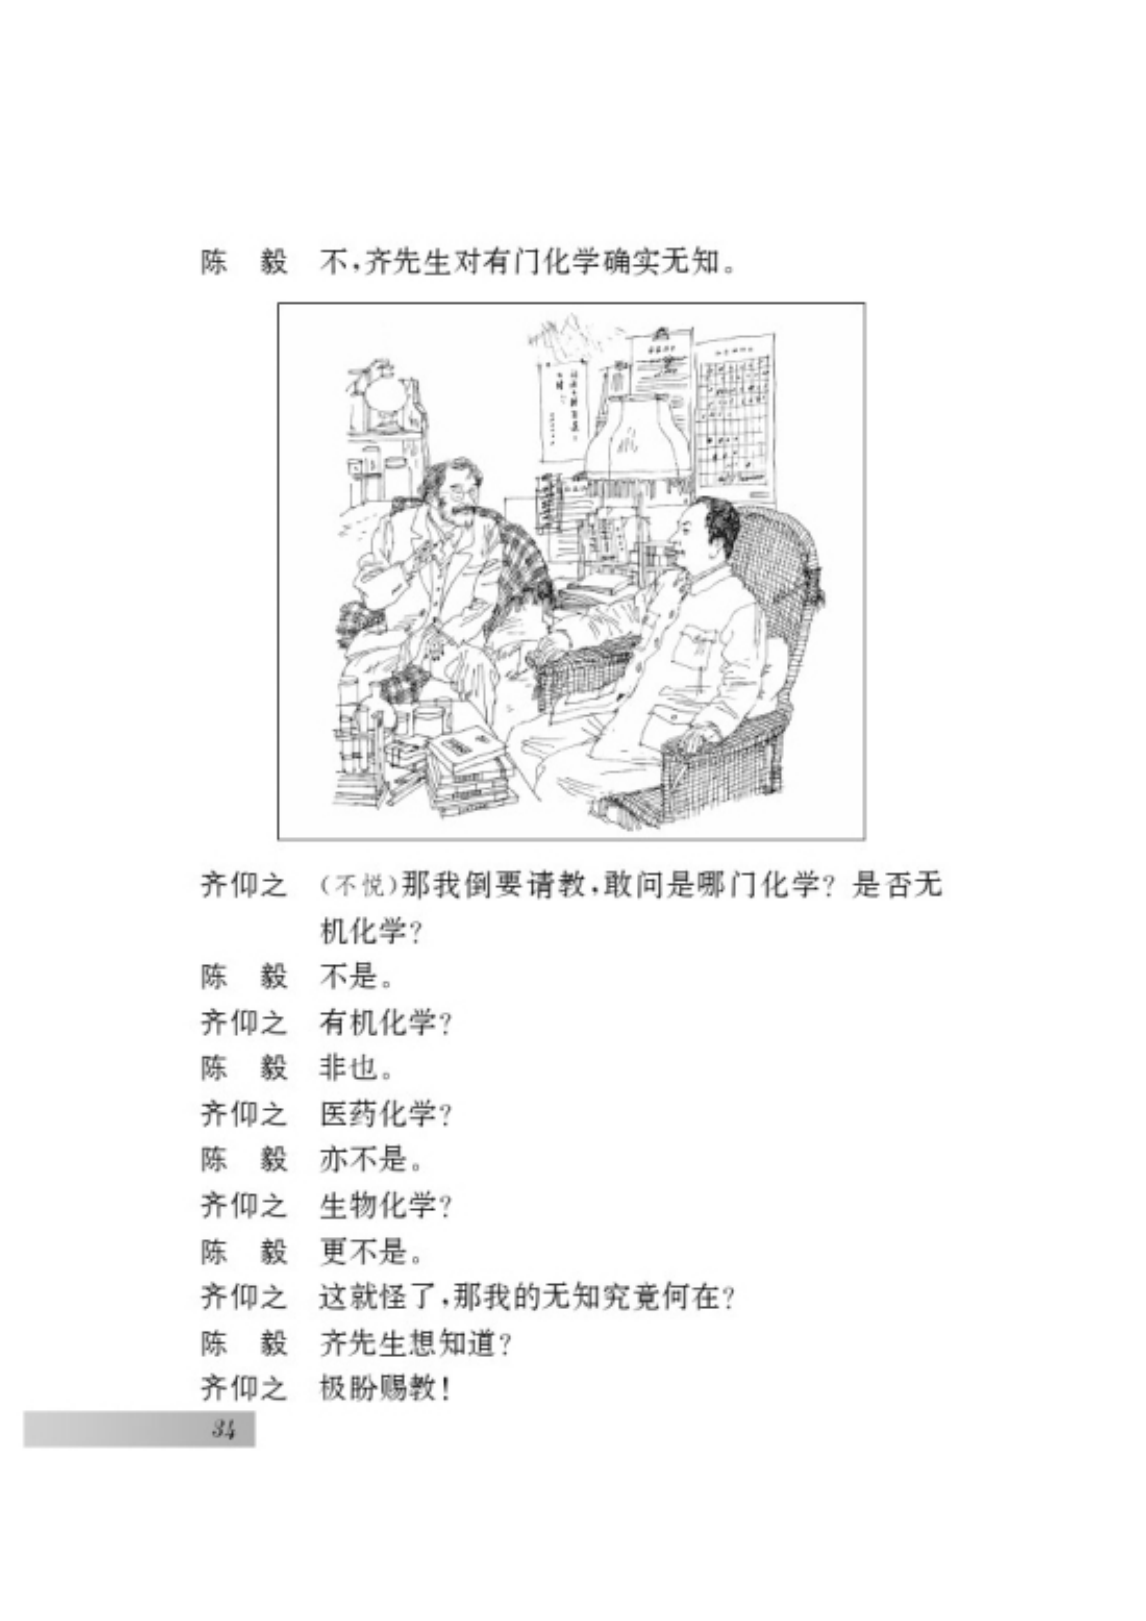 陈　毅　不，齐先生对有门化学确实无知。
齐仰之　（不悦）那我倒要请教，敢问是哪门化学？是否无
机化学？
陈　毅　不是。
齐仰之　有机化学？
陈　毅　非也。
齐仰之　医药化学？
陈　毅　亦不是。
齐仰之　生物化学？
陈　毅　更不是。
齐仰之　这就怪了，那我的无知究竟何在？
陈　毅　齐先生想知道？
齐仰之　极盼赐教！
34